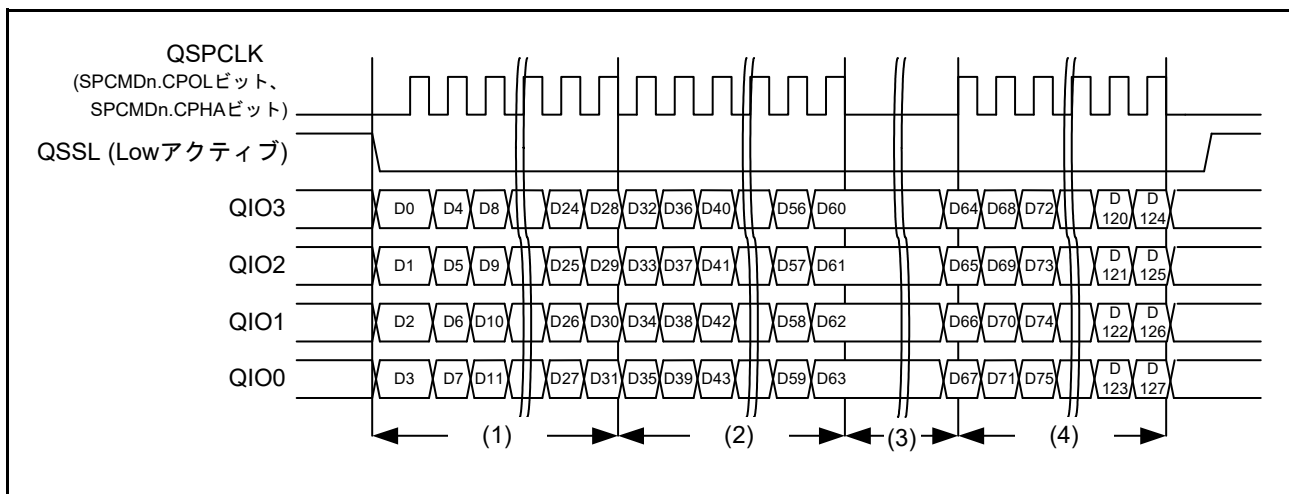 QSPCLK
(SPCMDn.CPOLビット、
SPCMDn.CPHAビット)
QSSL (Lowアクティブ)
QIO3 D0 D4 D8 D24 D28 D32 D36 D40 D56 D60 D64 D68 D72 D 120 D 124
QIO2 D1 D5 D9 D25 D29 D33 D37 D41 D57 D61 D65 D69 D73 D 121 D 125
QIO1 D2 D6 D10 D26 D30 D34 D38 D42 D58 D62 D66 D70 D74 D 122 D 126
QIO0 D3 D7 D11 D27 D31 D35 D39 D43 D59 D63 D67 D71 D75 D 123 D 127
(1) (2) (3) (4)